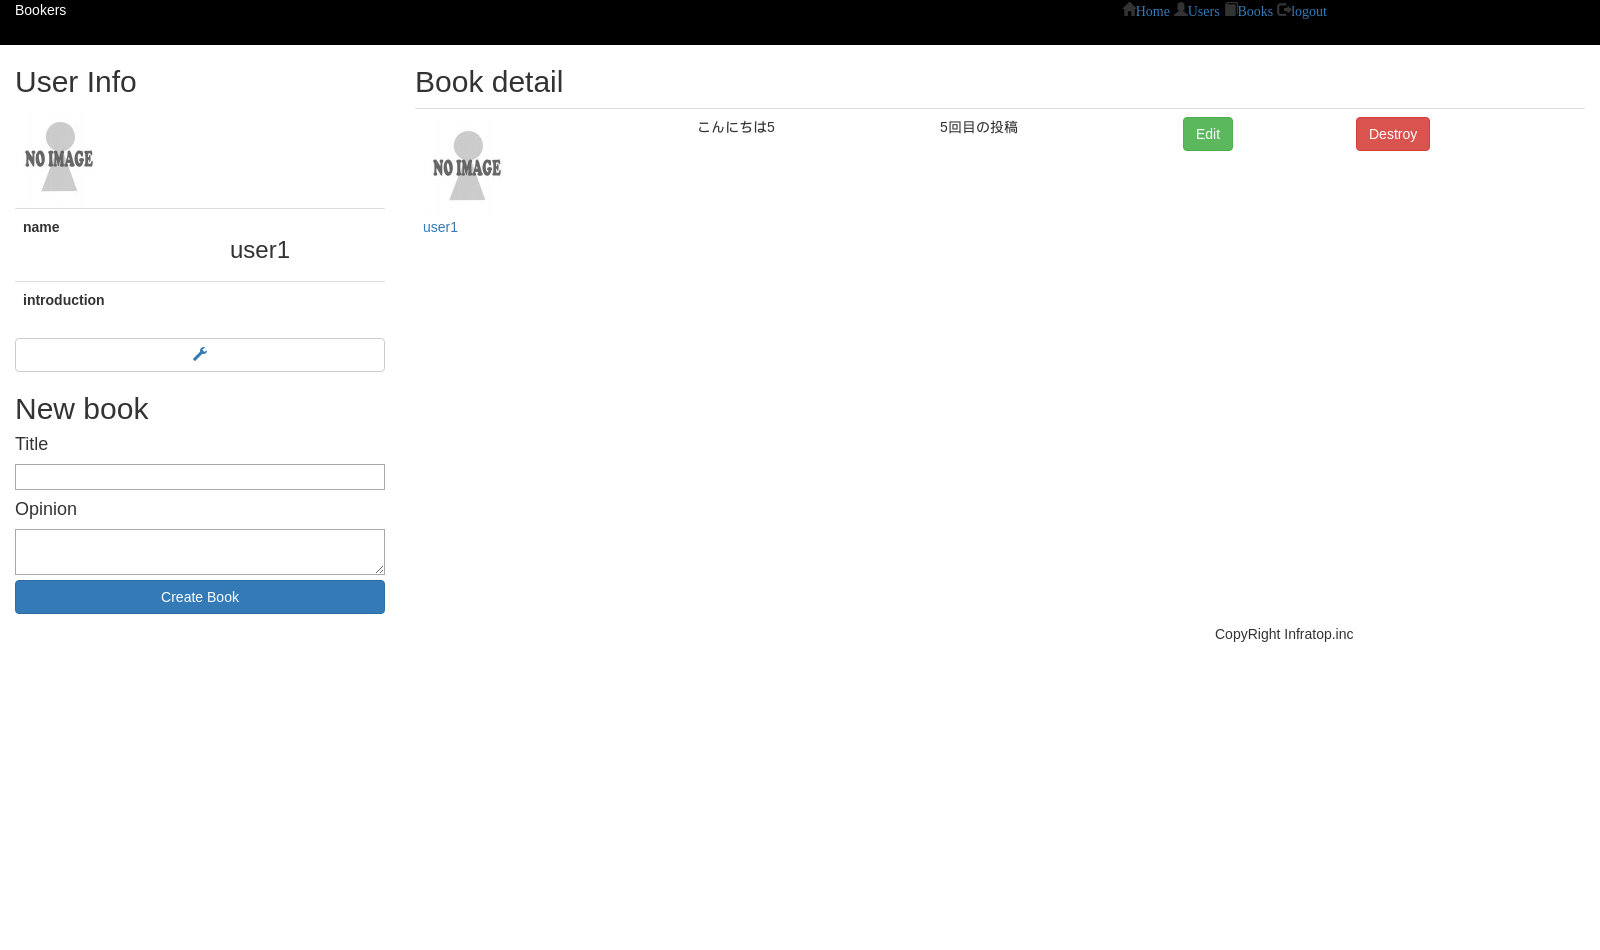 Bookers
Home Users Books logout
User Info
NO IMAGE
name
user1
introduction
New book
Title
Opinion
Create Book
Book detail
NO IMAGE
user1
こんにちは5
5回目の投稿
Edit
Destroy
CopyRight Infratop.inc